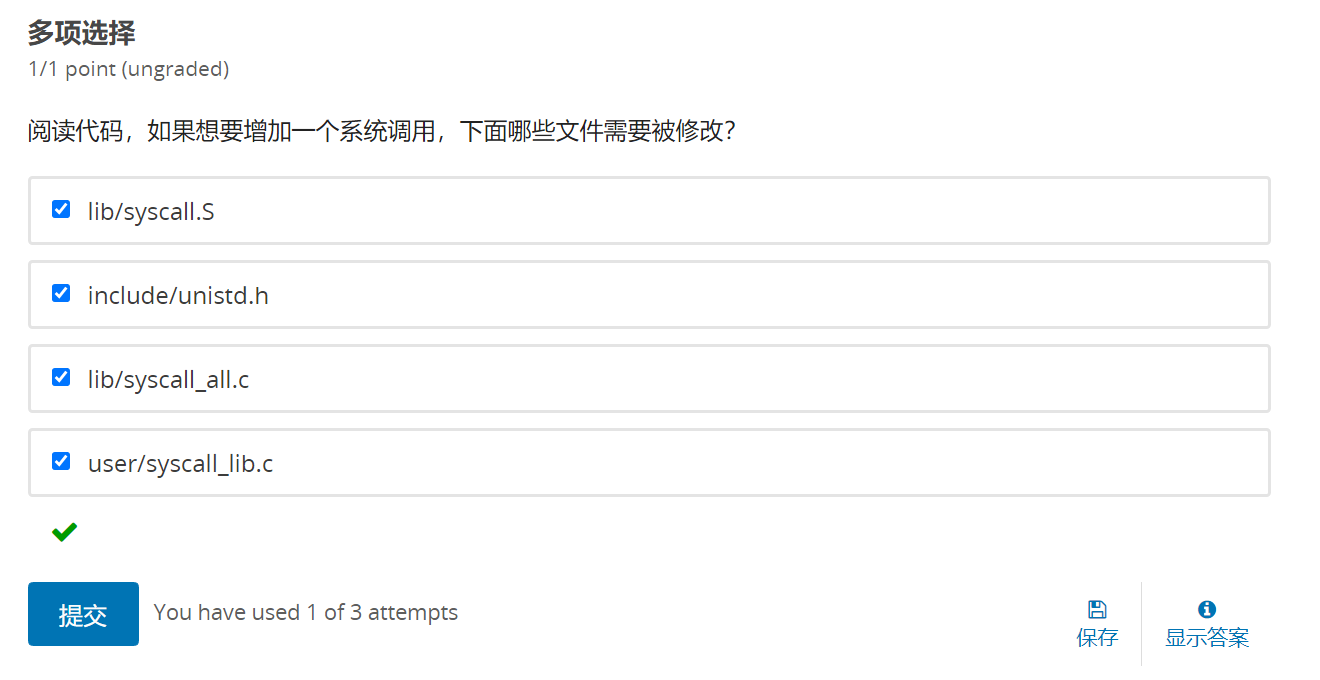 多项选择
1/1 point (ungraded)
阅读代码，如果想要增加一个系统调用，下面哪些文件需要被修改？
lib/syscall.S
include/unistd.h
lib/syscall_all.c
user/syscall_lib.c
提交 You have used 1 of 3 attempts
保存 显示答案